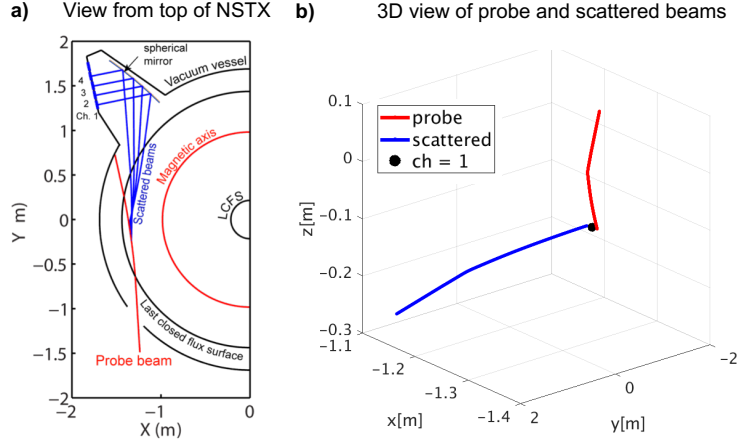 a)
View from top of NSTX
2
1.5
1
0.5
0
−0.5
−1
−1.5
−2
−2
−1
0
Y m)
X (m)
spherical
mirror
Vacuum vessel
4
3
2
Ch. 1
Scattered beams
Magnetic axis
LCFS
Last closed flux surface
Probe beam
b)
3D view of probe and scattered beams
probe
scattered
ch = 1
0.1
0
-0.1
-0.2
-0.3
z[m]
-1.1
-1.2
-1.3
-1.4
x[m]
2
0
-2
y[m]